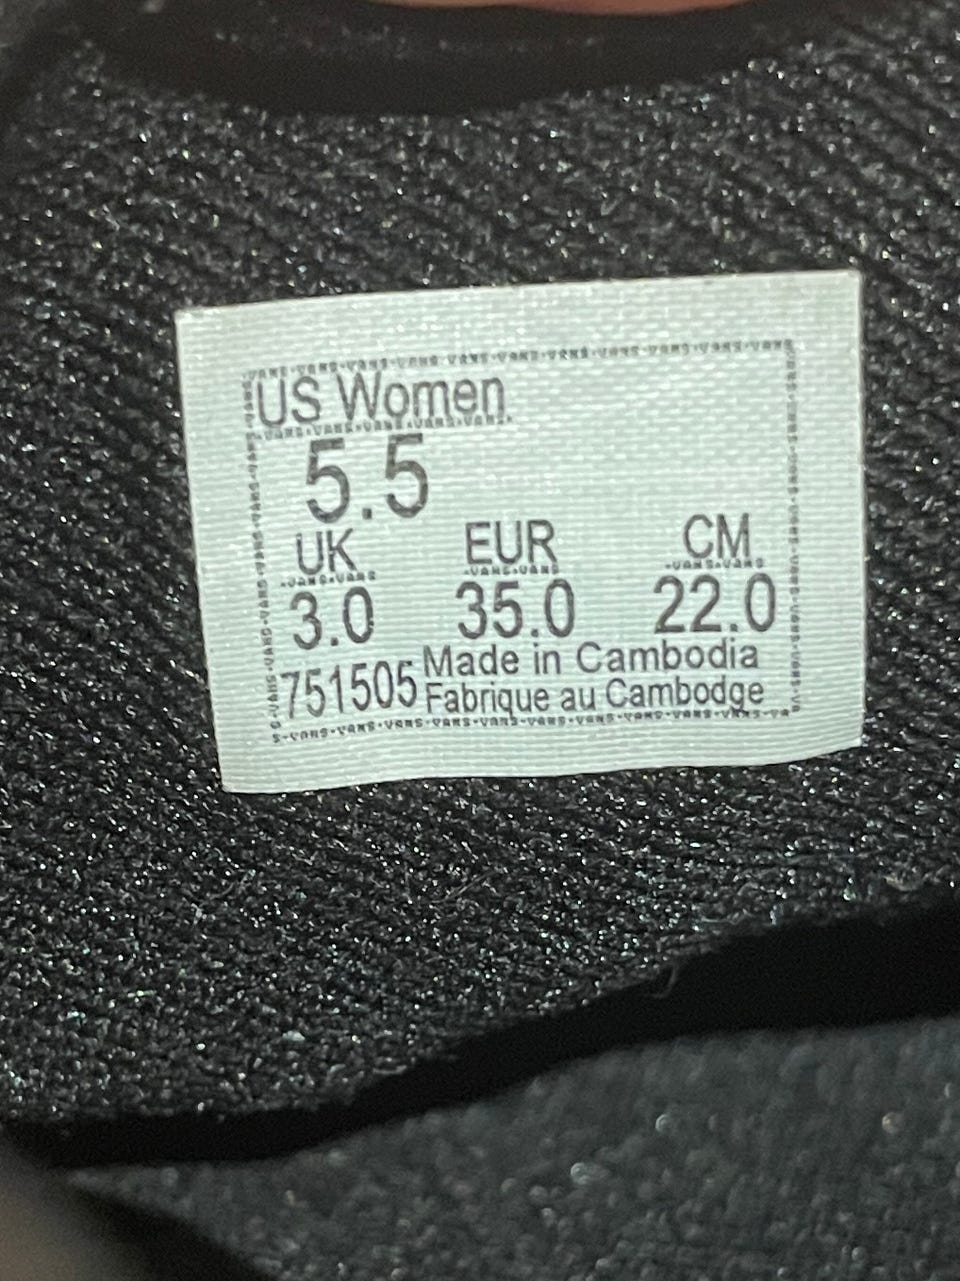 US Women
5.5
UK EUR CM
3.0 35.0 22.0
751505 Made in Cambodia
Fabrique au Cambodge